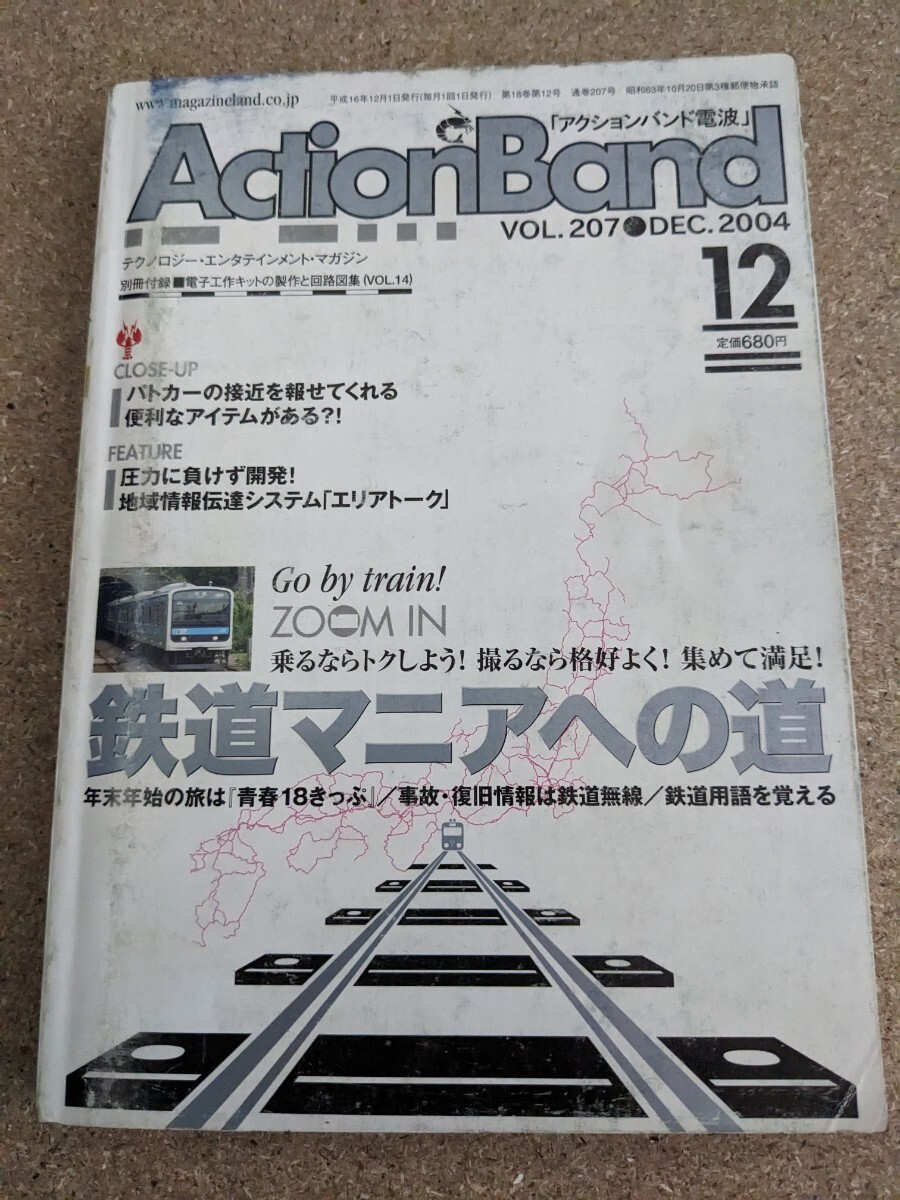 www.magazineland.co.jp
平成16年12月1日発行(毎月1回1日発行) 第18巻第12号 通巻207号 昭和63年10月20日第3種郵便物承認
「アクションバンド電波」
ActionBand
VOL. 207●DEC. 2004
テクノロジー・エンタテインメント・マガジン
別冊付録■電子工作キットの製作と回路図集(VOL.14)
12
定価680円
CLOSE-UP
パトカーの接近を報せてくれる
便利なアイテムがある?!
FEATURE
圧力に負けず開発!
地域情報伝達システム「エリアトーク」
Go by train!
ZOOM IN
乗るならトクしよう! 撮るなら格好よく! 集めて満足!
鉄道マニアへの道
年末年始の旅は『青春18きっぷ』/事故・復旧情報は鉄道無線/鉄道用語を覚える